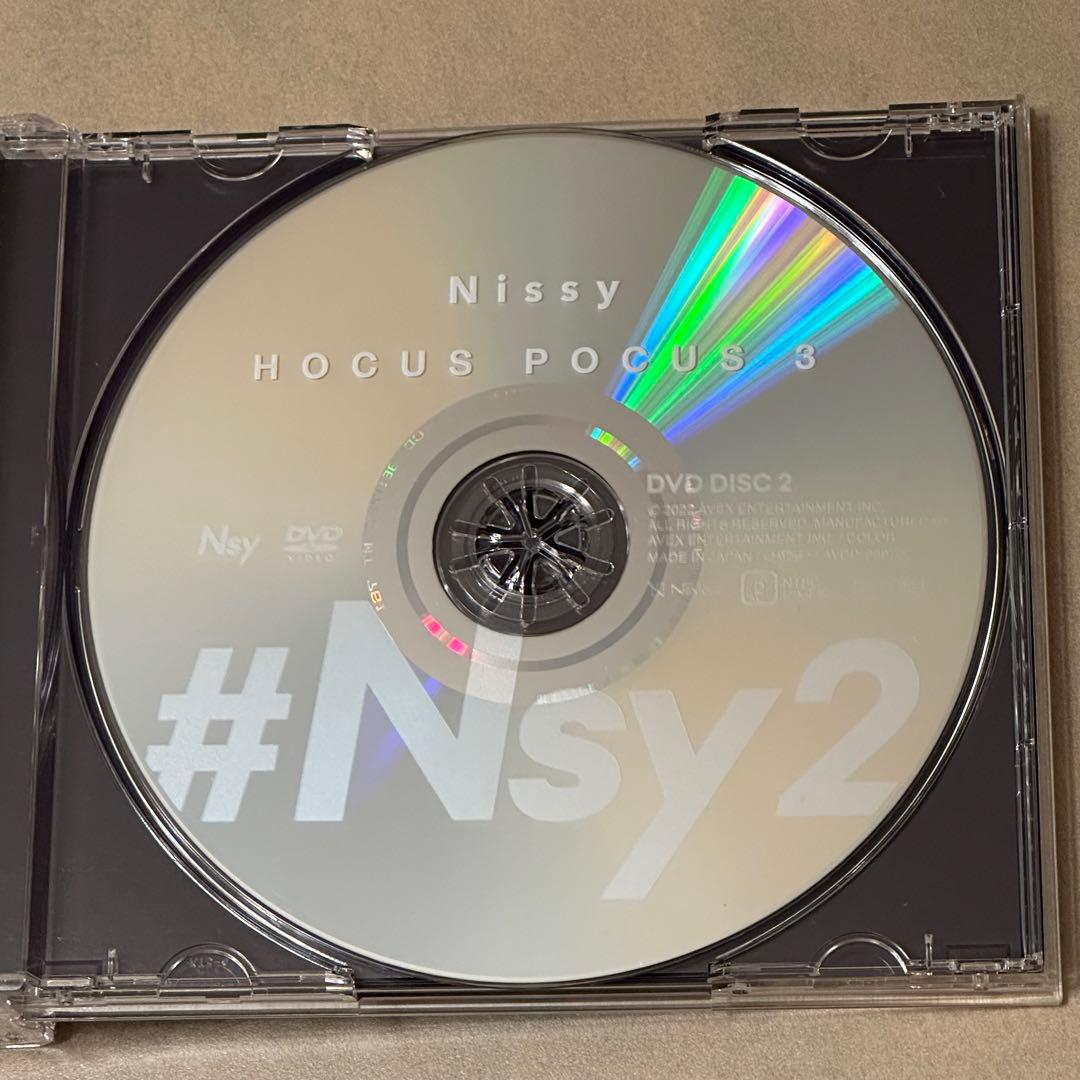 Nissy
HOCUS POCUS 3
DVD DISC 2
AVEX ENTERTAINMENT INC.
ALL RIGHTS RESERVED. MANUFACTURED BY
AVEX ENTERTAINMENT INC.
MADE IN JAPAN
Nsy
DVD
VIDEO
#Nsy2